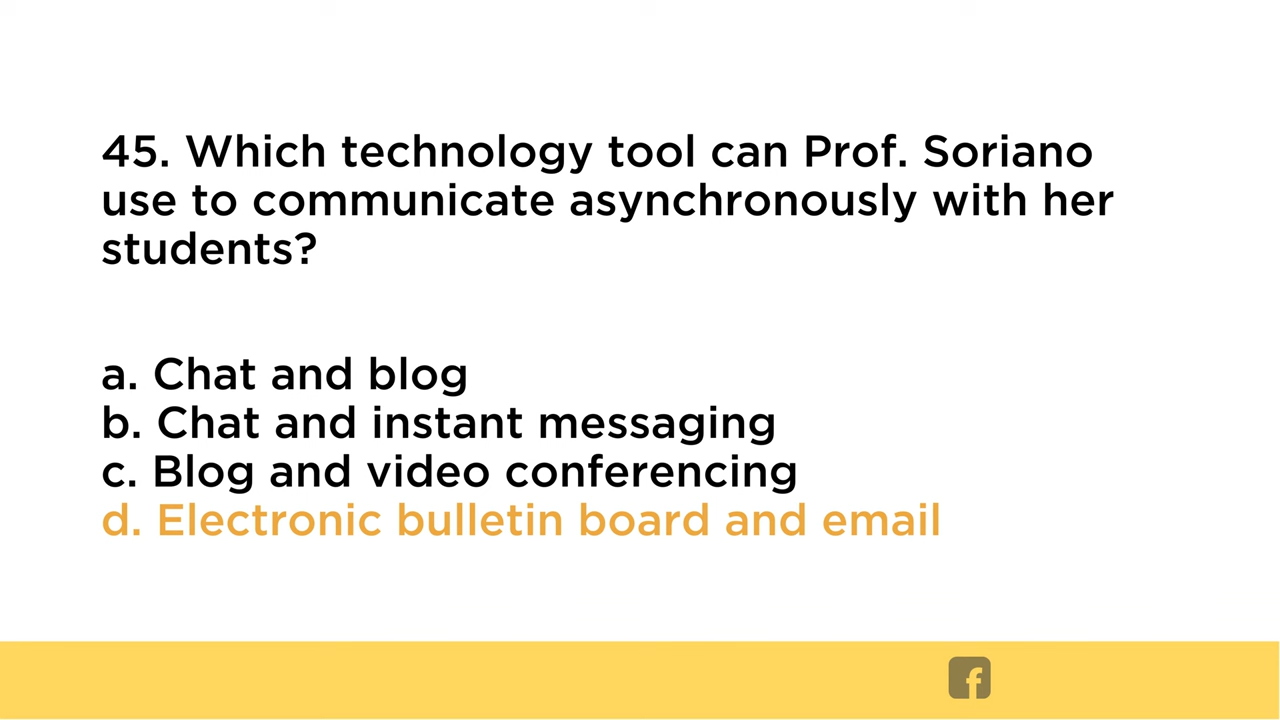 45. Which technology tool can Prof. Soriano
use to communicate asynchronously with her
students?
a. Chat and blog
b. Chat and instant messaging
c. Blog and video conferencing
d. Electronic bulletin board and email